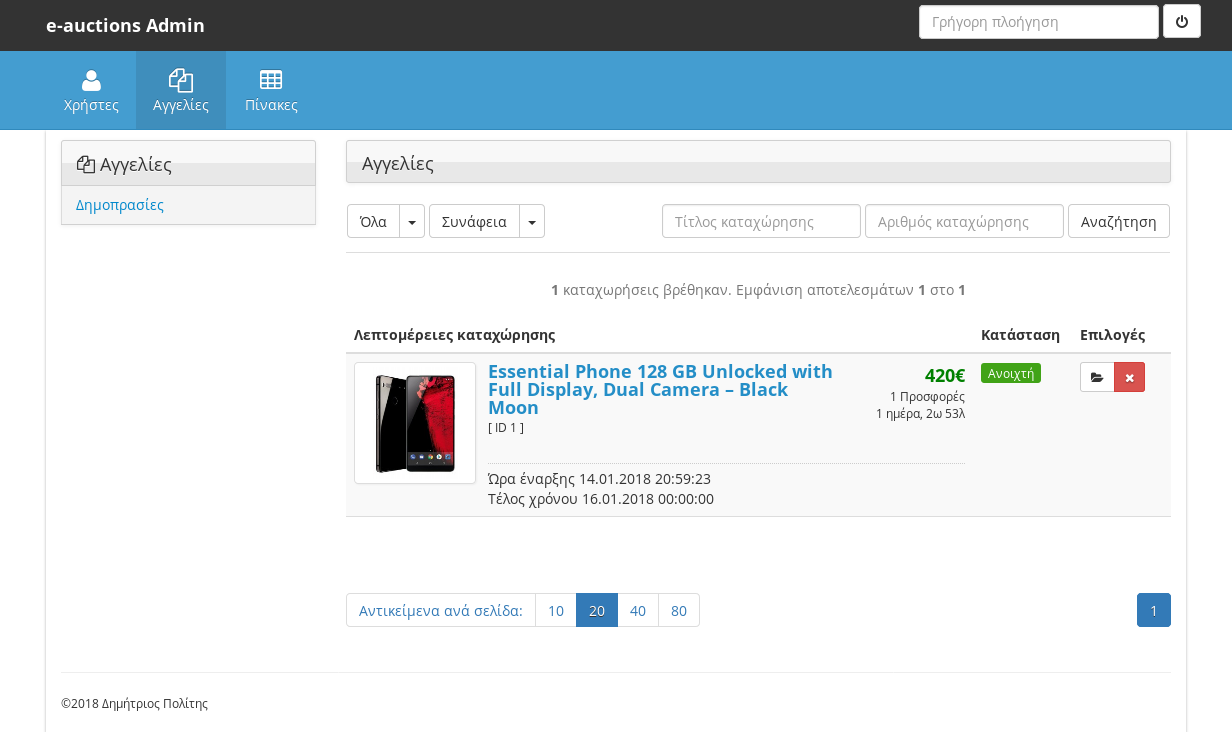 e-auctions Admin
Γρήγορη πλοήγηση
Χρήστες
Αγγελίες
Πίνακες
Αγγελίες
Δημοπρασίες
Αγγελίες
Όλα
Συνάφεια
Τίτλος καταχώρησης
Αριθμός καταχώρησης
Αναζήτηση
1 καταχωρήσεις βρέθηκαν. Εμφάνιση αποτελεσμάτων 1 στο 1
Λεπτομέρειες καταχώρησης
Κατάσταση
Επιλογές
Essential Phone 128 GB Unlocked with
Full Display, Dual Camera – Black
Moon
[ ID 1 ]
420€
1 Προσφορές
1 ημέρα, 2ω 53λ
Ανοιχτή
Ώρα έναρξης 14.01.2018 20:59:23
Τέλος χρόνου 16.01.2018 00:00:00
Αντικείμενα ανά σελίδα:
10
20
40
80
1
©2018 Δημήτριος Πολίτης